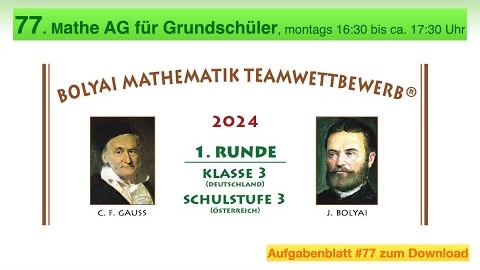 77. Mathe AG für Grundschüler, montags 16:30 bis ca. 17:30 Uhr
BOLYAI MATHEMATIK TEAMWETTBEWERB®
2024
1. RUNDE
KLASSE 3
(DEUTSCHLAND)
SCHULSTUFE 3
(ÖSTERREICH)
C. F. GAUSS
J. BOLYAI
Aufgabenblatt #77 zum Download